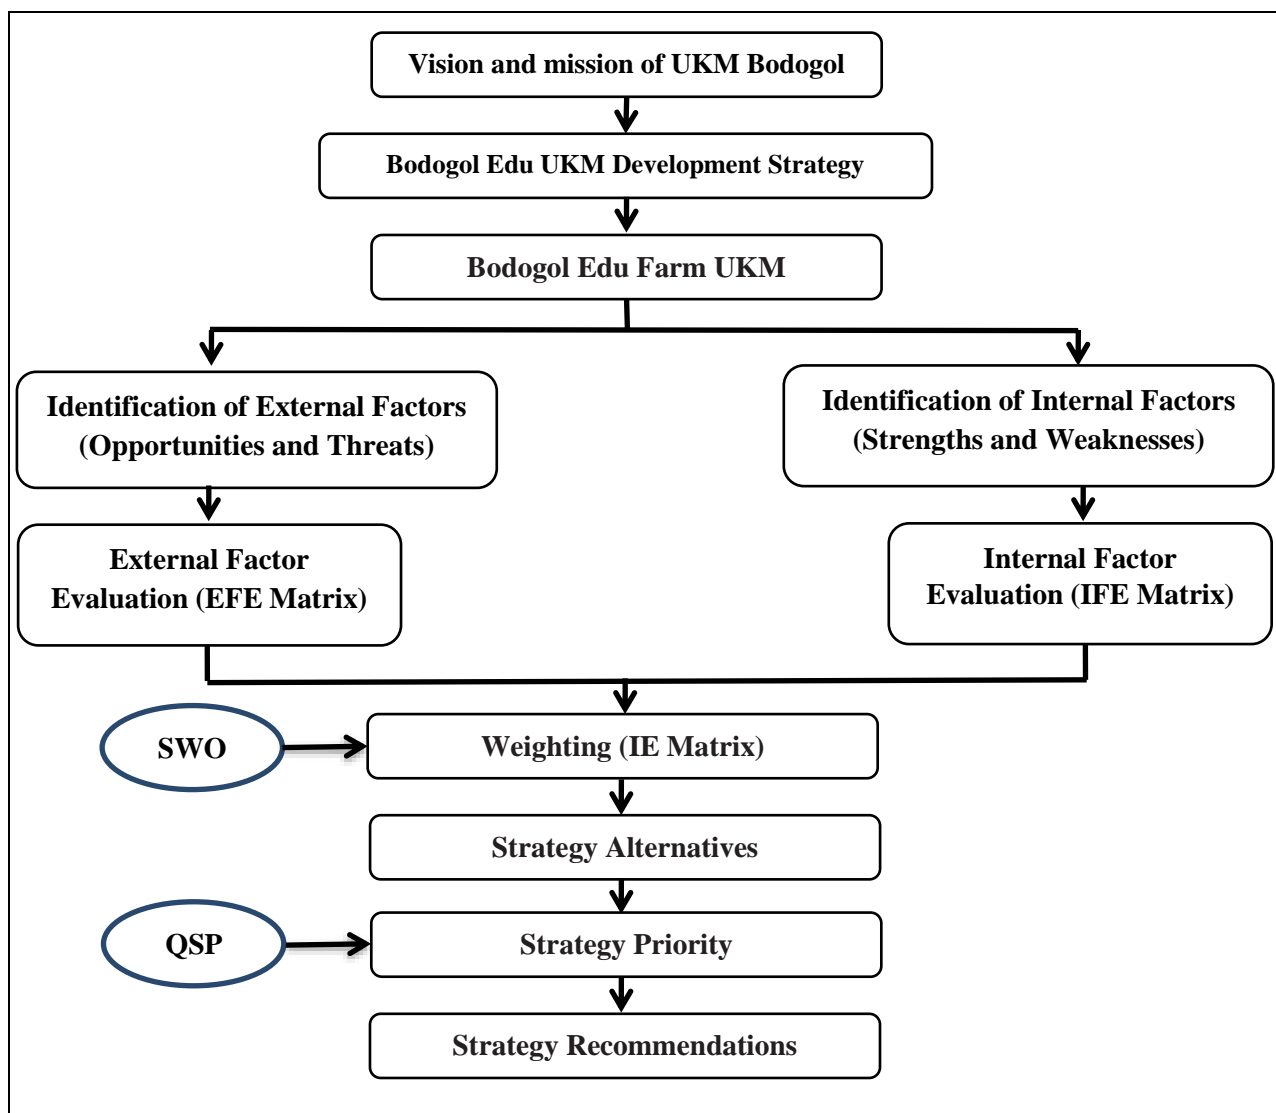 Vision and mission of UKM Bodogol
Bodogol Edu UKM Development Strategy
Bodogol Edu Farm UKM
Identification of External Factors
(Opportunities and Threats)
Identification of Internal Factors
(Strengths and Weaknesses)
External Factor
Evaluation (EFE Matrix)
Internal Factor
Evaluation (IFE Matrix)
SWO
Weighting (IE Matrix)
Strategy Alternatives
QSP
Strategy Priority
Strategy Recommendations